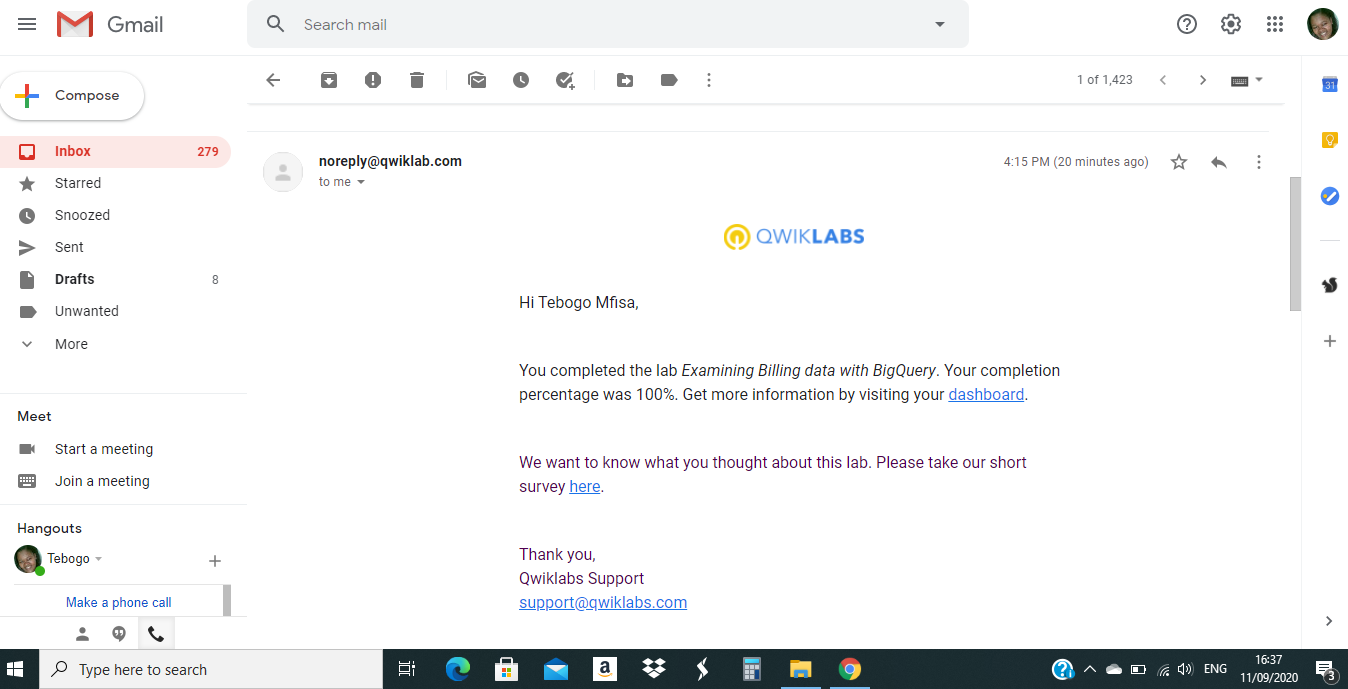 Gmail
Search mail
Compose
1 of 1,423
31
Inbox 279
Starred
Snoozed
Sent
Drafts 8
Unwanted
More
Meet
Start a meeting
Join a meeting
Hangouts
Tebogo
Make a phone call
noreply@qwiklab.com
4:15 PM (20 minutes ago)
to me
QWIKLABS
Hi Tebogo Mfisa,
You completed the lab Examining Billing data with BigQuery. Your completion
percentage was 100%. Get more information by visiting your dashboard.
We want to know what you thought about this lab. Please take our short
survey here.
Thank you,
Qwiklabs Support
support@qwiklabs.com
Type here to search
a
ENG
16:37
11/09/2020
3